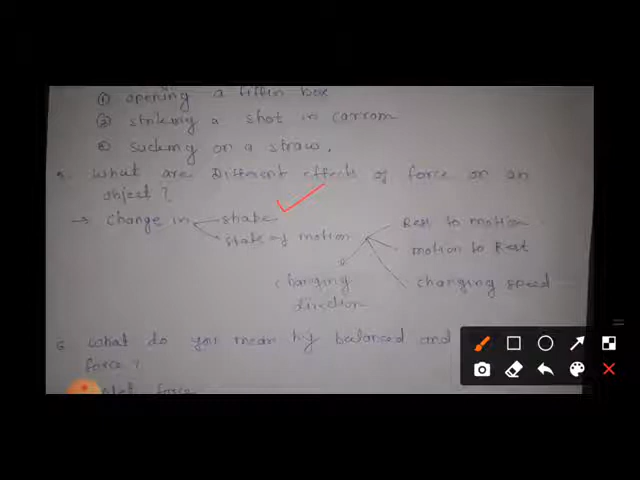 ① opening a tiffin box
② striking a shot in carrom
③ sucking on a straw.
5. What are Different effects of force on an
object?
→ Change in shape
state of motion
Rest to motion
motion to Rest
changing speed
changing
direction
6. What do you mean by balanced and
force?
force